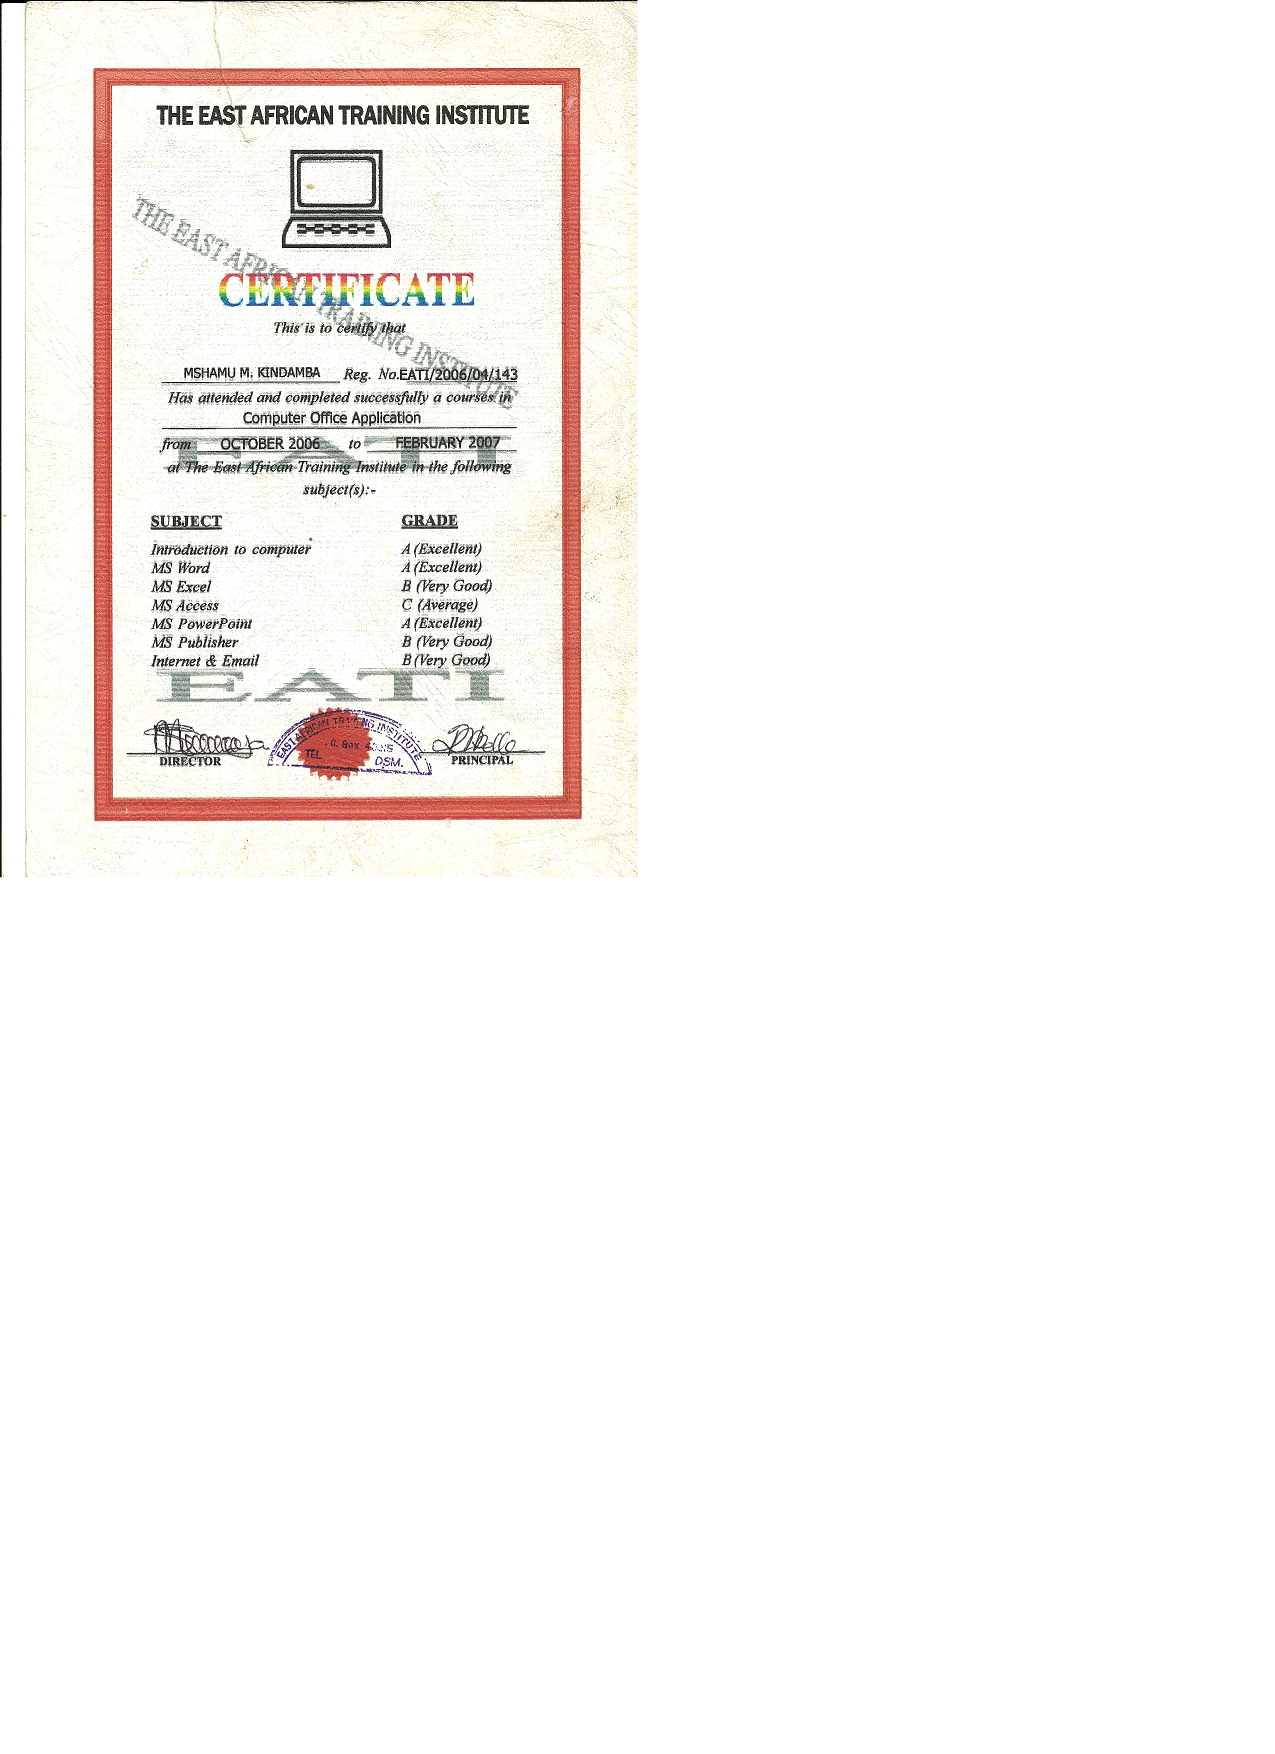 THE EAST AFRICAN TRAINING INSTITUTE
THE EAST AFRICAN TRAINING INSTITUTE
CERTIFICATE
This is to certify that
MSHAMU M. KINDAMBA Reg. No.EATI/2006/04/143
Has attended and completed successfully a courses in
Computer Office Application
from OCTOBER 2006 to FEBRUARY 2007
EATI
at The East African Training Institute in the following
subject(s):-
SUBJECT GRADE
Introduction to computer A (Excellent)
MS Word A (Excellent)
MS Excel B (Very Good)
MS Access C (Average)
MS PowerPoint A (Excellent)
MS Publisher B (Very Good)
Internet & Email B (Very Good)
EATI
EAST AFRICAN TRAINING INSTITUTE
Box
TEL
DSM.
DIRECTOR PRINCIPAL